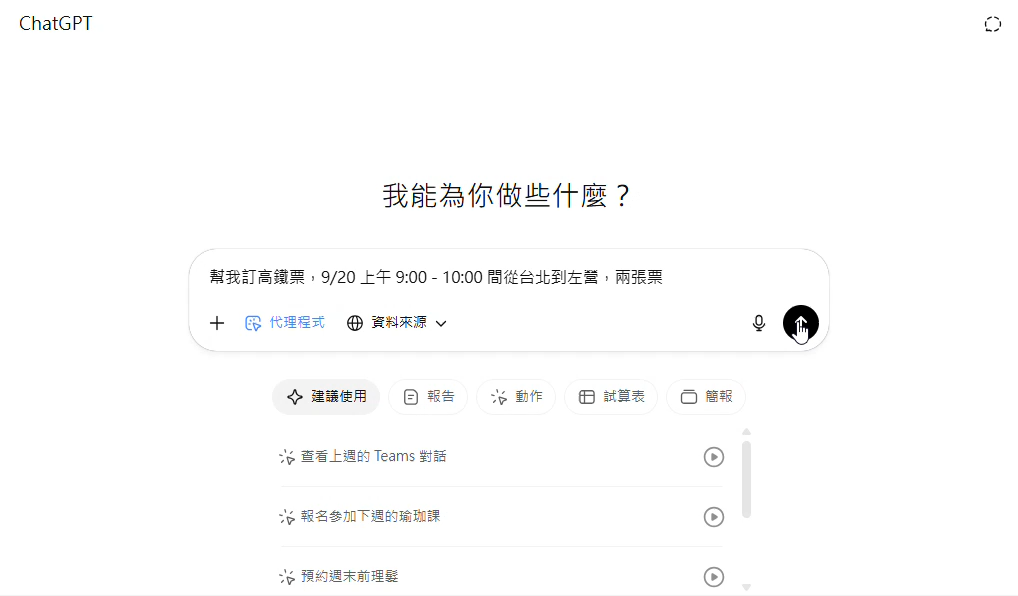 ChatGPT
我能為你做些什麼？
幫我訂高鐵票，9/20 上午 9:00 - 10:00 間從台北到左營，兩張票
代理程式 資料來源
建議使用 報告 動作 試算表 簡報
查看上週的 Teams 對話
報名參加下週的瑜珈課
預約週末前理髮